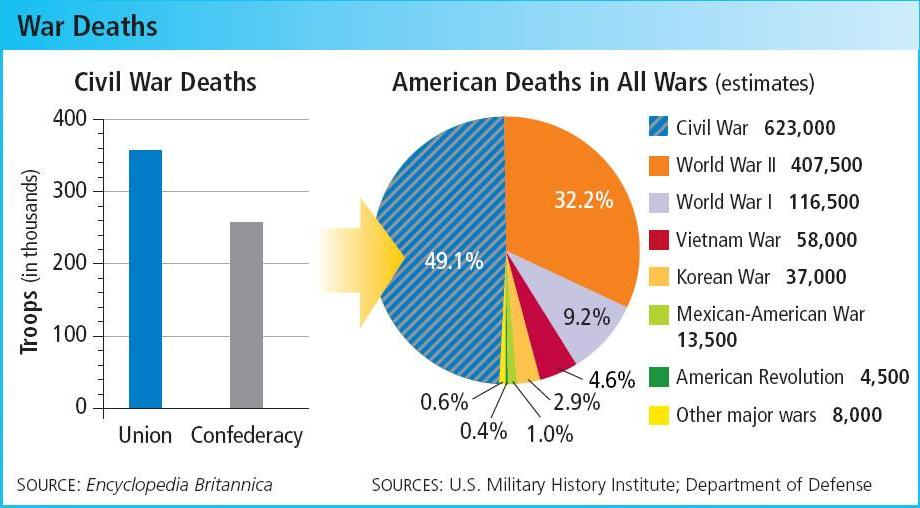 War Deaths
Civil War Deaths
400
300
200
100
0
Troops (in thousands)
Union Confederacy
SOURCE: Encyclopedia Britannica
American Deaths in All Wars (estimates)
49.1%
32.2%
9.2%
4.6%
2.9%
1.0%
0.4%
0.6%
Civil War 623,000
World War II 407,500
World War I 116,500
Vietnam War 58,000
Korean War 37,000
Mexican-American War
13,500
American Revolution 4,500
Other major wars 8,000
SOURCES: U.S. Military History Institute; Department of Defense